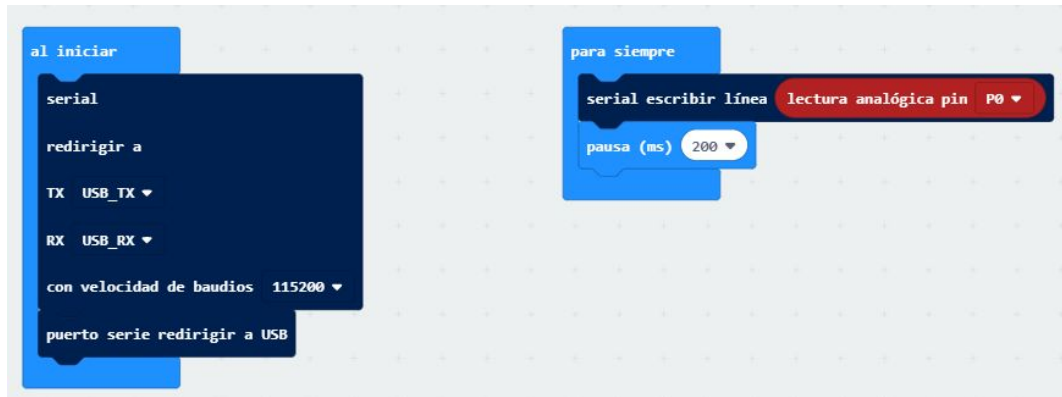 al iniciar
serial
redirigir a
TX USB_TX
RX USB_RX
con velocidad de baudios 115200
puerto serie redirigir a USB
para siempre
serial escribir línea lectura analógica pin P0
pausa (ms) 200